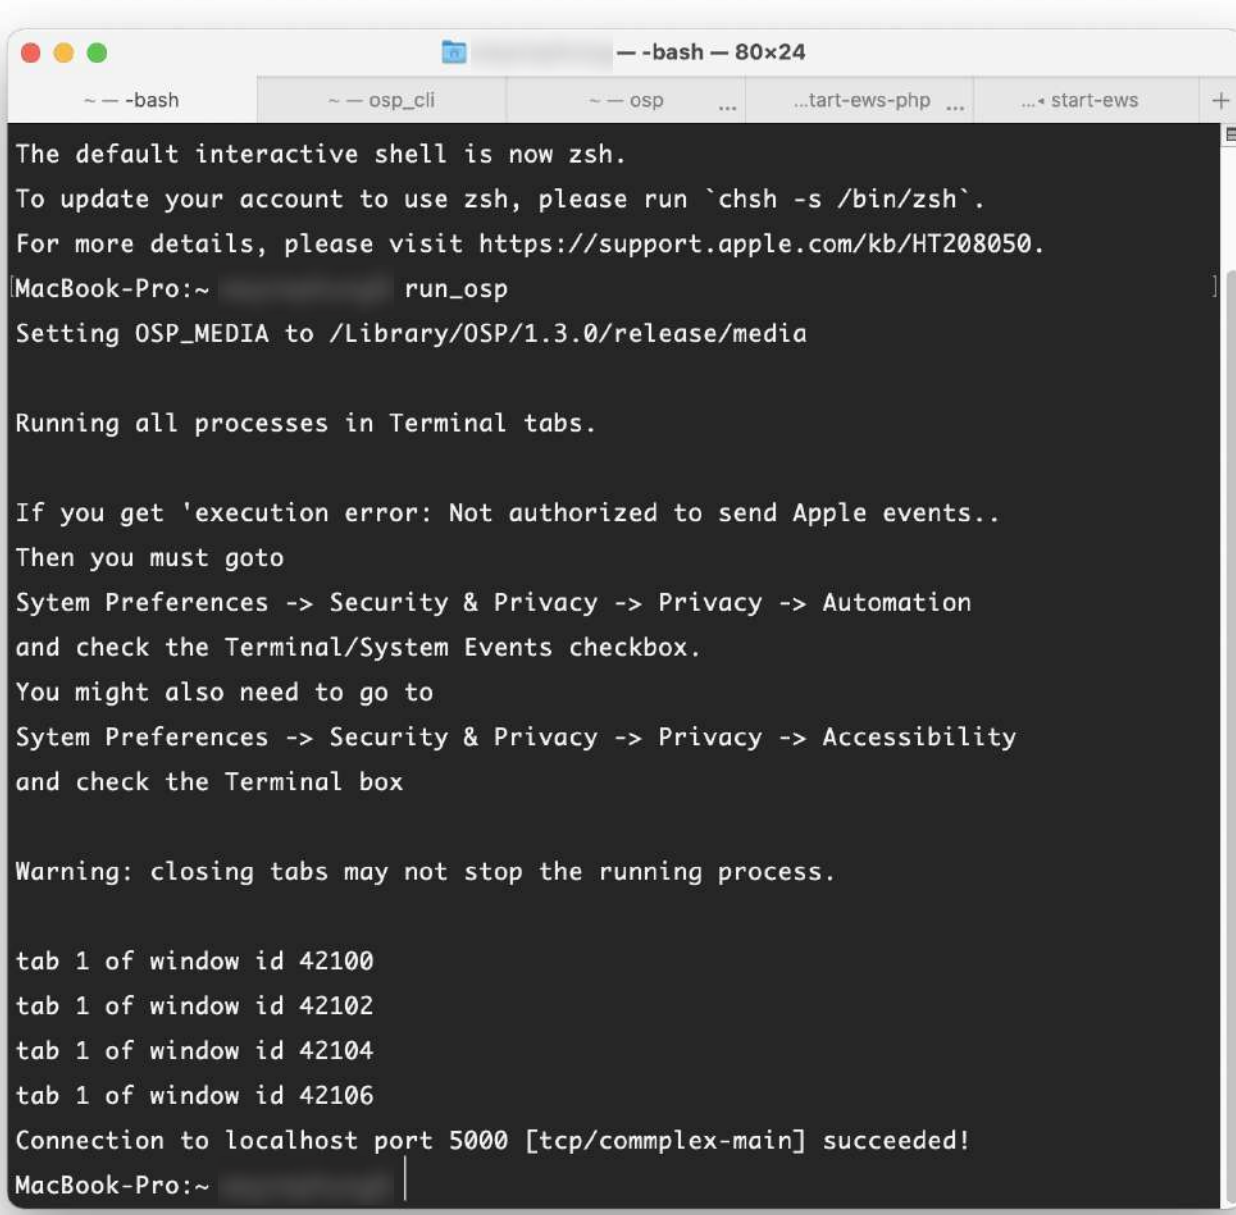 — -bash — 80×24
~ — -bash
~ — osp_cli
~ — osp ...
...tart-ews-php ...
...◂ start-ews
+
The default interactive shell is now zsh.
To update your account to use zsh, please run `chsh -s /bin/zsh`.
For more details, please visit https://support.apple.com/kb/HT208050.
[MacBook-Pro:~ run_osp ]
Setting OSP_MEDIA to /Library/OSP/1.3.0/release/media
Running all processes in Terminal tabs.
If you get 'execution error: Not authorized to send Apple events..
Then you must goto
Sytem Preferences -> Security & Privacy -> Privacy -> Automation
and check the Terminal/System Events checkbox.
You might also need to go to
Sytem Preferences -> Security & Privacy -> Privacy -> Accessibility
and check the Terminal box
Warning: closing tabs may not stop the running process.
tab 1 of window id 42100
tab 1 of window id 42102
tab 1 of window id 42104
tab 1 of window id 42106
Connection to localhost port 5000 [tcp/commplex-main] succeeded!
MacBook-Pro:~